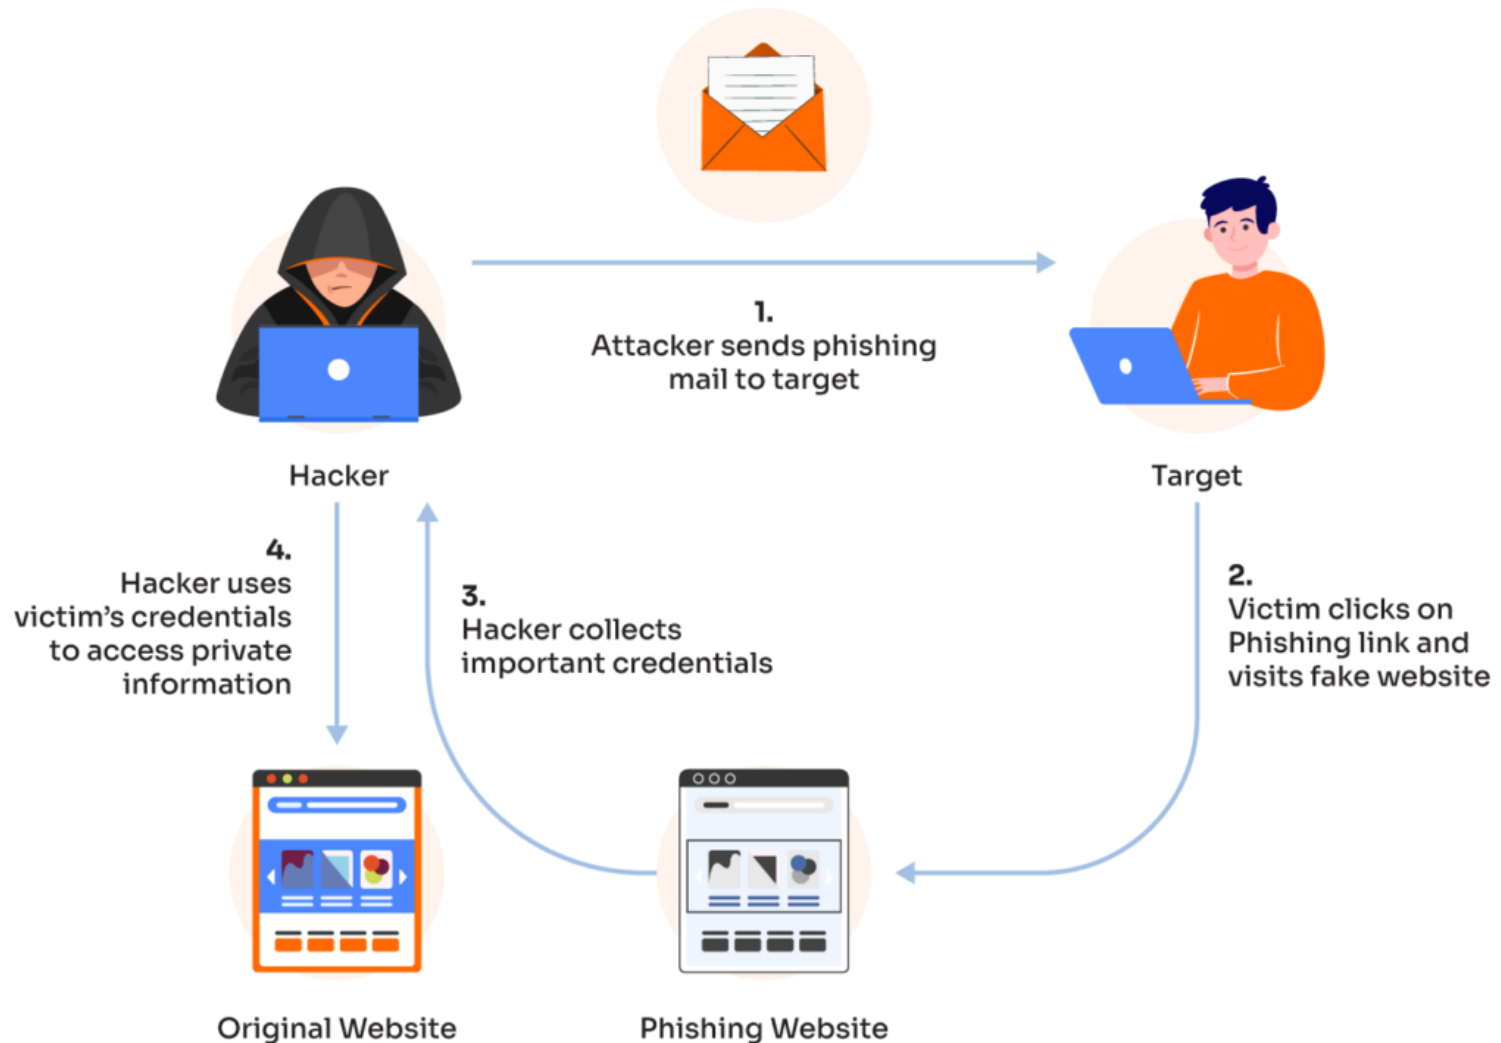 1.
Attacker sends phishing
mail to target
Hacker
Target
4.
Hacker uses
victim’s credentials
to access private
information
3.
Hacker collects
important credentials
2.
Victim clicks on
Phishing link and
visits fake website
Original Website
Phishing Website